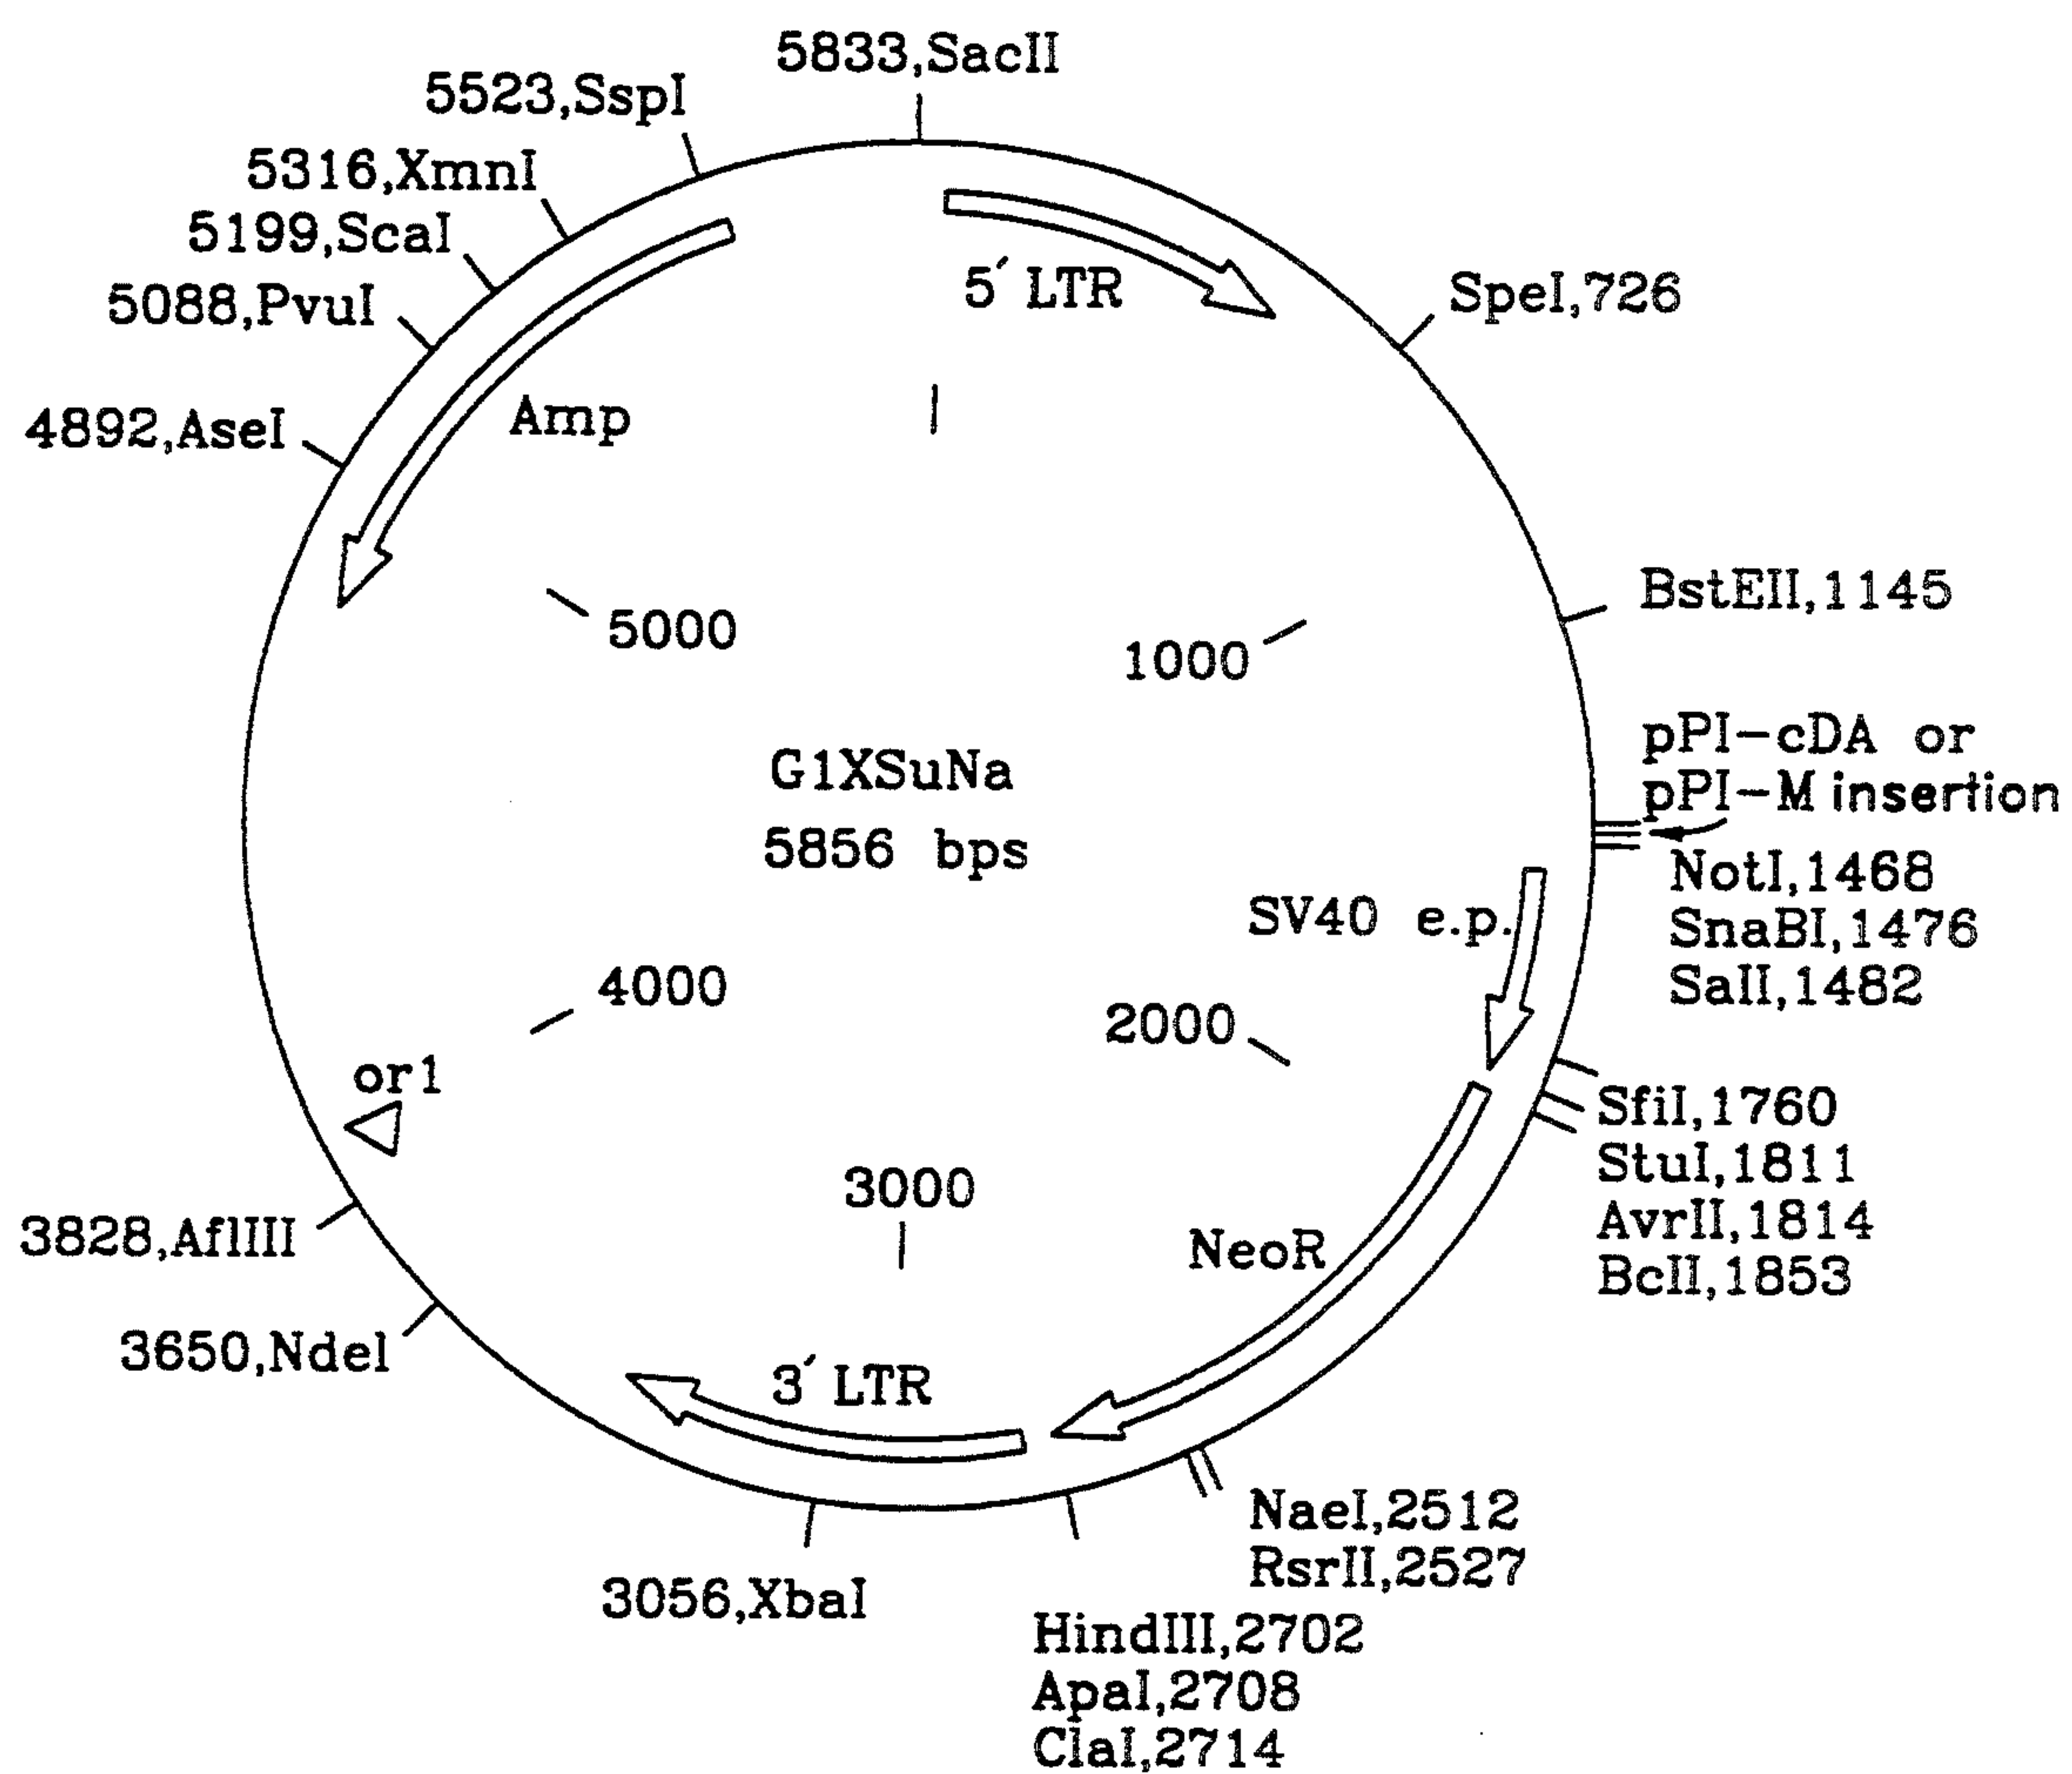 5833,SacII
5523,SspI
5316,XmnI
5199,ScaI
5088,PvuI
4892,AseI
5´ LTR
SpeI,726
Amp
BstEII,1145
5000
1000
pPI-cDA or
pPI-M insertion
G1XSuNa
5856 bps
NotI,1468
SnaBI,1476
SalI,1482
SV40 e.p.
4000
2000
ori
SfiI,1760
StuI,1811
AvrII,1814
BclI,1853
3000
NeoR
3828,AflIII
3650,NdeI
3´ LTR
NaeI,2512
RsrII,2527
3056,XbaI
HindIII,2702
ApaI,2708
ClaI,2714